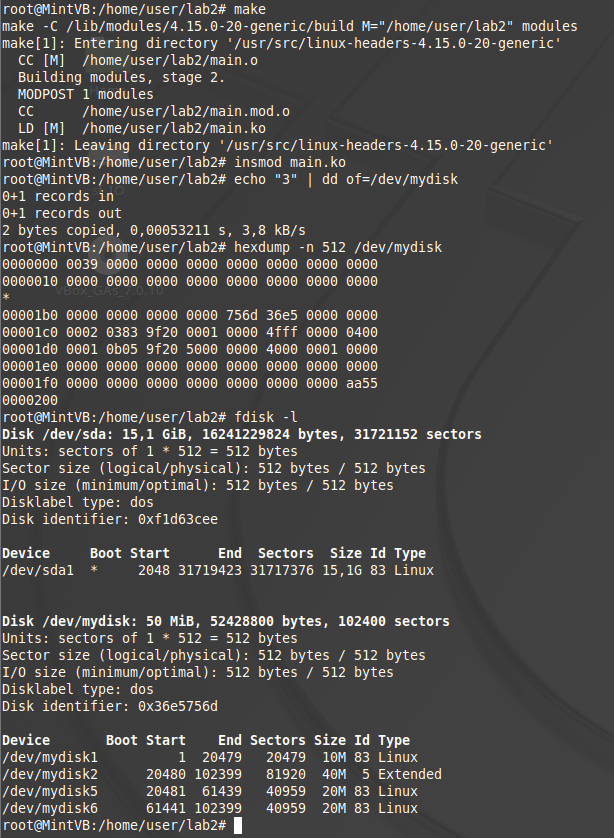 root@MintVB:/home/user/lab2# make
make -C /lib/modules/4.15.0-20-generic/build M="/home/user/lab2" modules
make[1]: Entering directory '/usr/src/linux-headers-4.15.0-20-generic'
  CC [M]  /home/user/lab2/main.o
  Building modules, stage 2.
  MODPOST 1 modules
  CC      /home/user/lab2/main.mod.o
  LD [M]  /home/user/lab2/main.ko
make[1]: Leaving directory '/usr/src/linux-headers-4.15.0-20-generic'
root@MintVB:/home/user/lab2# insmod main.ko
root@MintVB:/home/user/lab2# echo "3" | dd of=/dev/mydisk
0+1 records in
0+1 records out
2 bytes copied, 0,00053211 s, 3,8 kB/s
root@MintVB:/home/user/lab2# hexdump -n 512 /dev/mydisk
0000000 0039 0000 0000 0000 0000 0000 0000 0000
0000010 0000 0000 0000 0000 0000 0000 0000 0000
*
VBox_GAs_7.0.10
00001b0 0000 0000 0000 0000 756d 36e5 0000 0000
00001c0 0002 0383 9f20 0001 0000 4fff 0000 0400
00001d0 0001 0b05 9f20 5000 0000 4000 0001 0000
00001e0 0000 0000 0000 0000 0000 0000 0000 0000
00001f0 0000 0000 0000 0000 0000 0000 0000 aa55
0000200
root@MintVB:/home/user/lab2# fdisk -l
Disk /dev/sda: 15,1 GiB, 16241229824 bytes, 31721152 sectors
Units: sectors of 1 * 512 = 512 bytes
Sector size (logical/physical): 512 bytes / 512 bytes
I/O size (minimum/optimal): 512 bytes / 512 bytes
Disklabel type: dos
Disk identifier: 0xf1d63cee
Device     Boot Start      End  Sectors  Size Id Type
/dev/sda1  *     2048 31719423 31717376 15,1G 83 Linux
Disk /dev/mydisk: 50 MiB, 52428800 bytes, 102400 sectors
Units: sectors of 1 * 512 = 512 bytes
Sector size (logical/physical): 512 bytes / 512 bytes
I/O size (minimum/optimal): 512 bytes / 512 bytes
Disklabel type: dos
Disk identifier: 0x36e5756d
Device       Boot Start    End Sectors Size Id Type
/dev/mydisk1          1  20479   20479  10M 83 Linux
/dev/mydisk2      20480 102399   81920  40M  5 Extended
/dev/mydisk5      20481  61439   40959  20M 83 Linux
/dev/mydisk6      61441 102399   40959  20M 83 Linux
root@MintVB:/home/user/lab2#